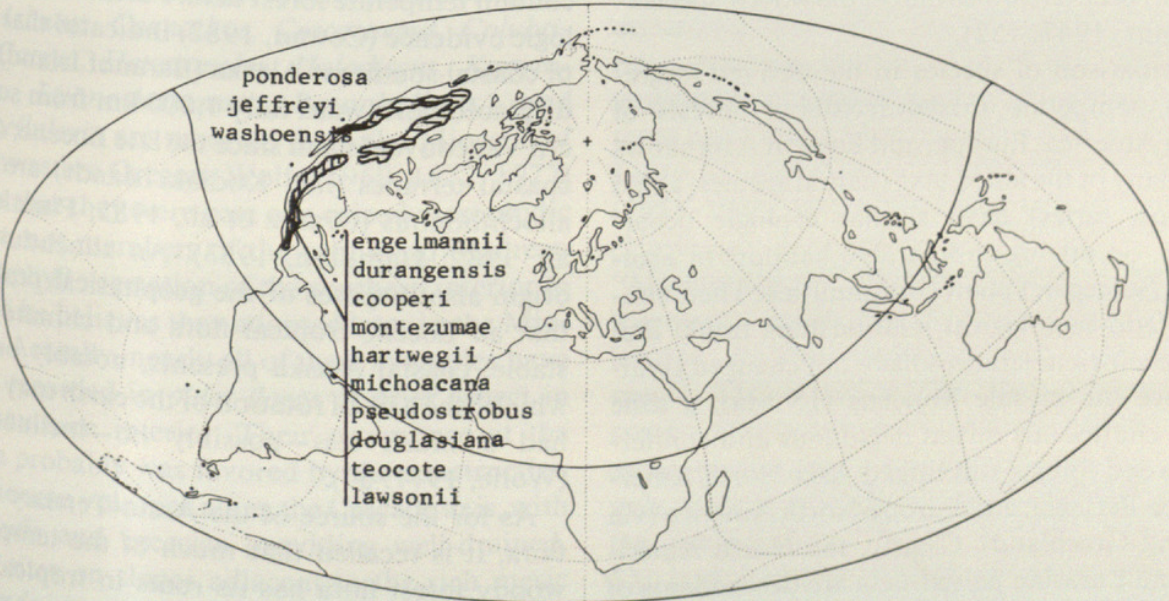 ponderosa
jeffreyi
washoensis
engelmannii
durangensis
cooperi
montezumae
hartwegii
michoacana
pseudostrobus
douglasiana
teocote
lawsonii